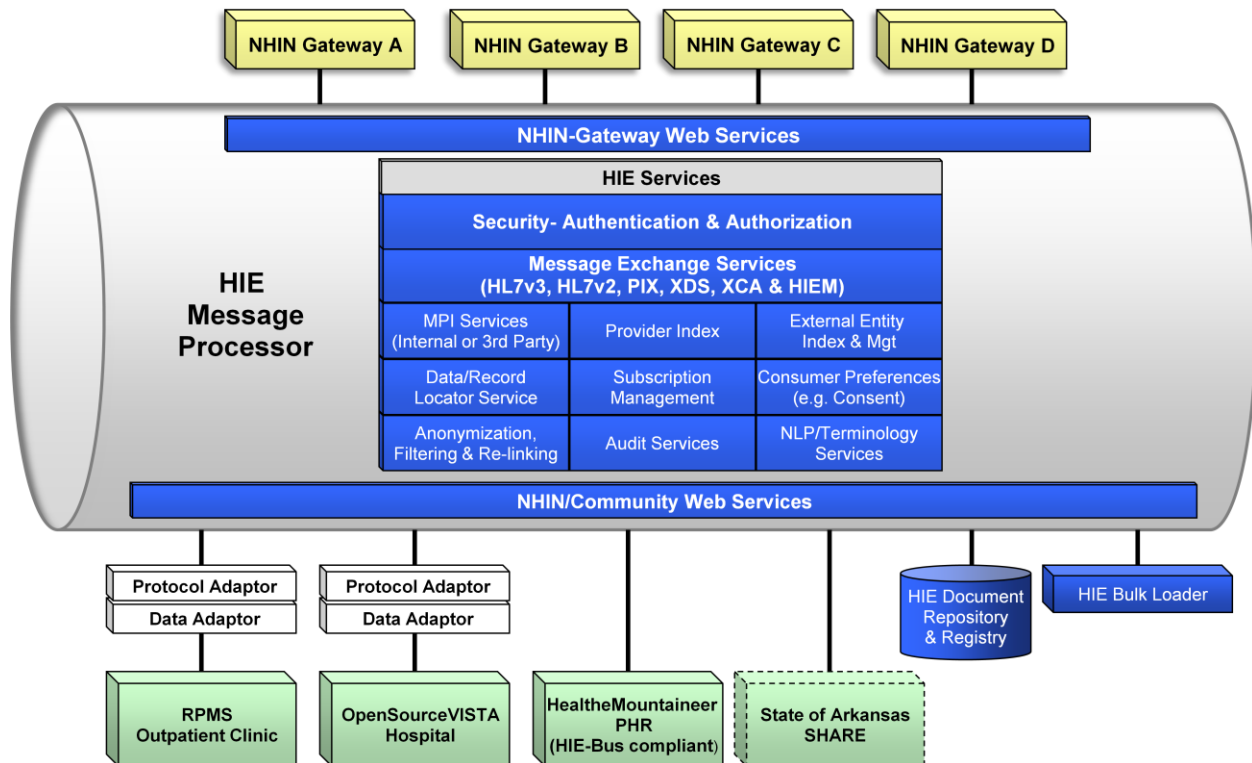 NHIN Gateway A
NHIN Gateway B
NHIN Gateway C
NHIN Gateway D
NHIN-Gateway Web Services
HIE Services
Security- Authentication & Authorization
Message Exchange Services
(HL7v3, HL7v2, PIX, XDS, XCA & HIEM)
HIE
Message
Processor
MPI Services
(Internal or 3rd Party)
Provider Index
External Entity
Index & Mgt
Data/Record
Locator Service
Subscription
Management
Consumer Preferences
(e.g. Consent)
Anonymization,
Filtering & Re-linking
Audit Services
NLP/Terminology
Services
NHIN/Community Web Services
Protocol Adaptor
Data Adaptor
Protocol Adaptor
Data Adaptor
HIE Document
Repository
& Registry
HIE Bulk Loader
RPMS
Outpatient Clinic
OpenSourceVISTA
Hospital
HealtheMountaineer
PHR
(HIE-Bus compliant)
State of Arkansas
SHARE